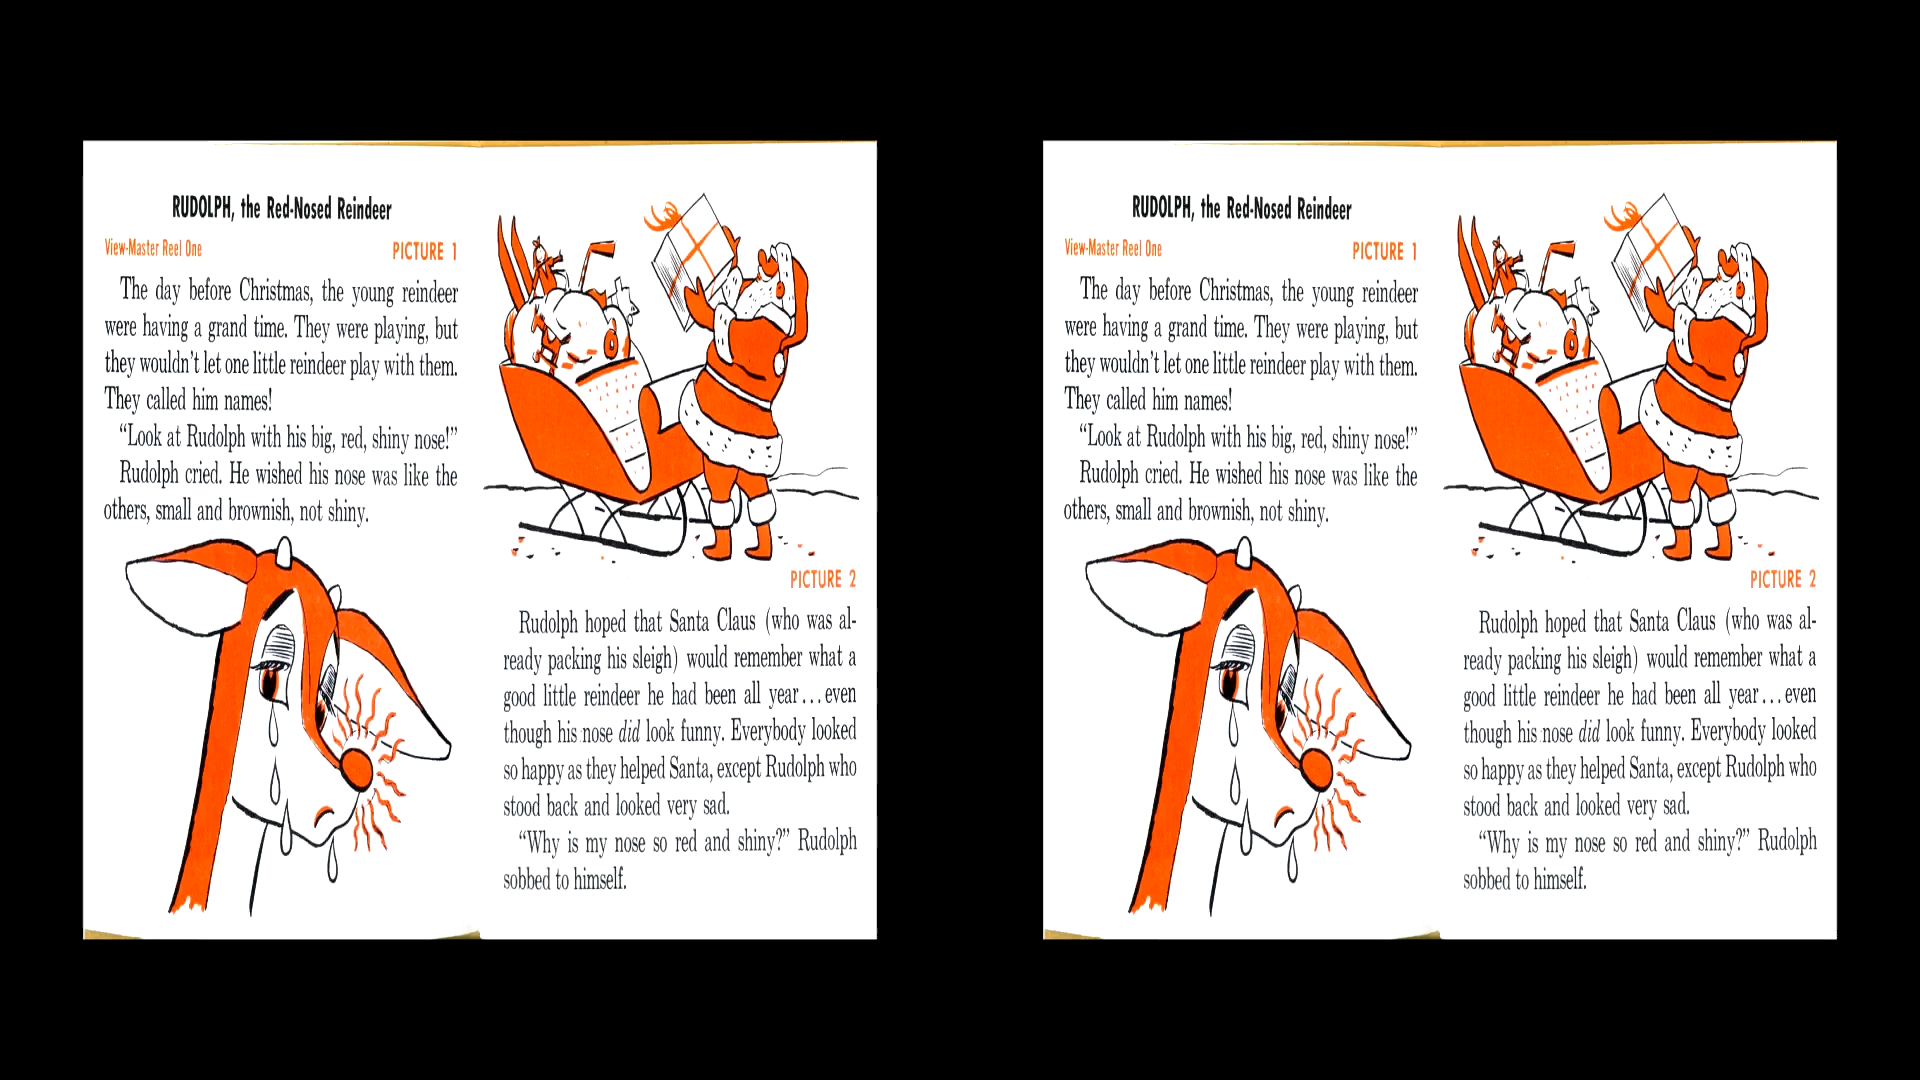 RUDOLPH, the Red-Nosed Reindeer
View-Master Reel One
PICTURE 1
The day before Christmas, the young reindeer
were having a grand time. They were playing, but
they wouldn't let one little reindeer play with them.
They called him names!
“Look at Rudolph with his big, red, shiny nose!”
Rudolph cried. He wished his nose was like the
others, small and brownish, not shiny.
PICTURE 2
Rudolph hoped that Santa Claus (who was al-
ready packing his sleigh) would remember what a
good little reindeer he had been all year...even
though his nose did look funny. Everybody looked
so happy as they helped Santa, except Rudolph who
stood back and looked very sad.
“Why is my nose so red and shiny?” Rudolph
sobbed to himself.
RUDOLPH, the Red-Nosed Reindeer
View-Master Reel One
PICTURE 1
The day before Christmas, the young reindeer
were having a grand time. They were playing, but
they wouldn't let one little reindeer play with them.
They called him names!
“Look at Rudolph with his big, red, shiny nose!”
Rudolph cried. He wished his nose was like the
others, small and brownish, not shiny.
PICTURE 2
Rudolph hoped that Santa Claus (who was al-
ready packing his sleigh) would remember what a
good little reindeer he had been all year...even
though his nose did look funny. Everybody looked
so happy as they helped Santa, except Rudolph who
stood back and looked very sad.
“Why is my nose so red and shiny?” Rudolph
sobbed to himself.